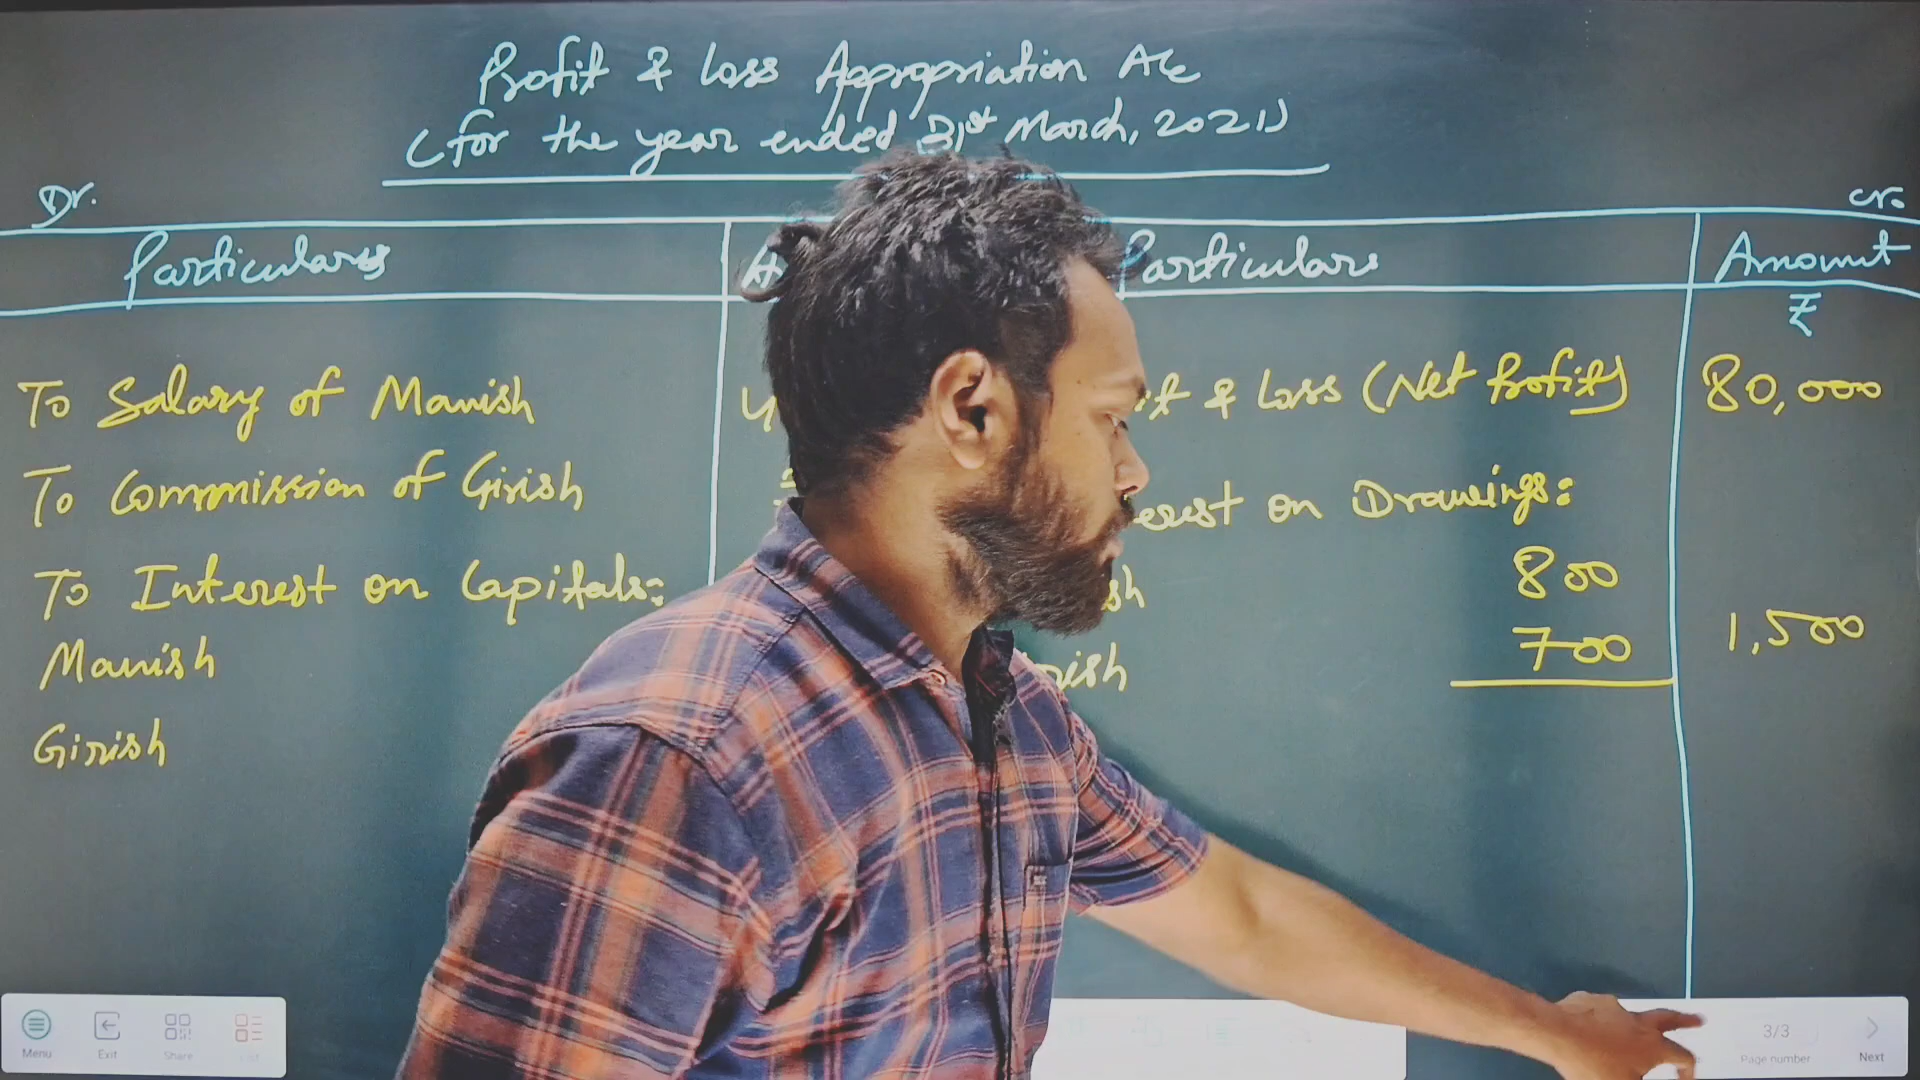 Profit & Loss Appropriation A/c
(for the year ended 31st March, 2021)
Dr.
Cr.
Particulars
Particulars
Amount
₹
To Salary of Manish
& Loss (Net Profit)
80,000
To Commission of Girish
on Drawings:
To Interest on Capitals:
800
Manish
700
1,500
Girish
Menu
Exit
Share
3/3
Page number
Next